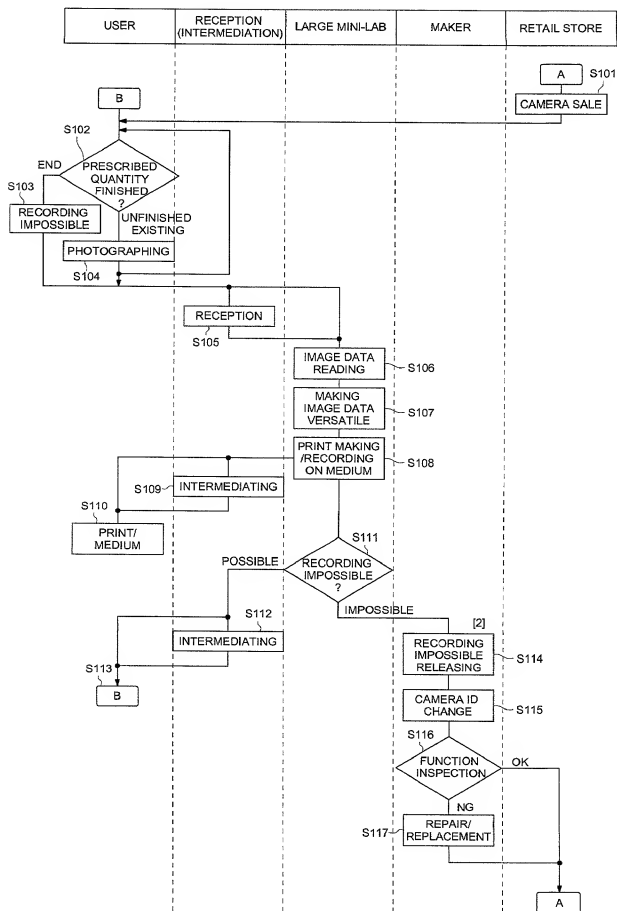 USER
RECEPTION
(INTERMEDIATION)
LARGE MINI-LAB
MAKER
RETAIL STORE
A
S101
CAMERA SALE
B
S102
PRESCRIBED
QUANTITY
FINISHED
?
END
S103
RECORDING
IMPOSSIBLE
UNFINISHED
EXISTING
PHOTOGRAPHING
S104
RECEPTION
S105
IMAGE DATA
READING
S106
MAKING
IMAGE DATA
VERSATILE
S107
PRINT MAKING
/RECORDING
ON MEDIUM
S108
S109
INTERMEDIATING
S110
PRINT/
MEDIUM
S111
RECORDING
IMPOSSIBLE
?
POSSIBLE
IMPOSSIBLE
S112
INTERMEDIATING
S113
B
[2]
RECORDING
IMPOSSIBLE
RELEASING
S114
CAMERA ID
CHANGE
S115
S116
FUNCTION
INSPECTION
OK
NG
REPAIR/
REPLACEMENT
S117
A